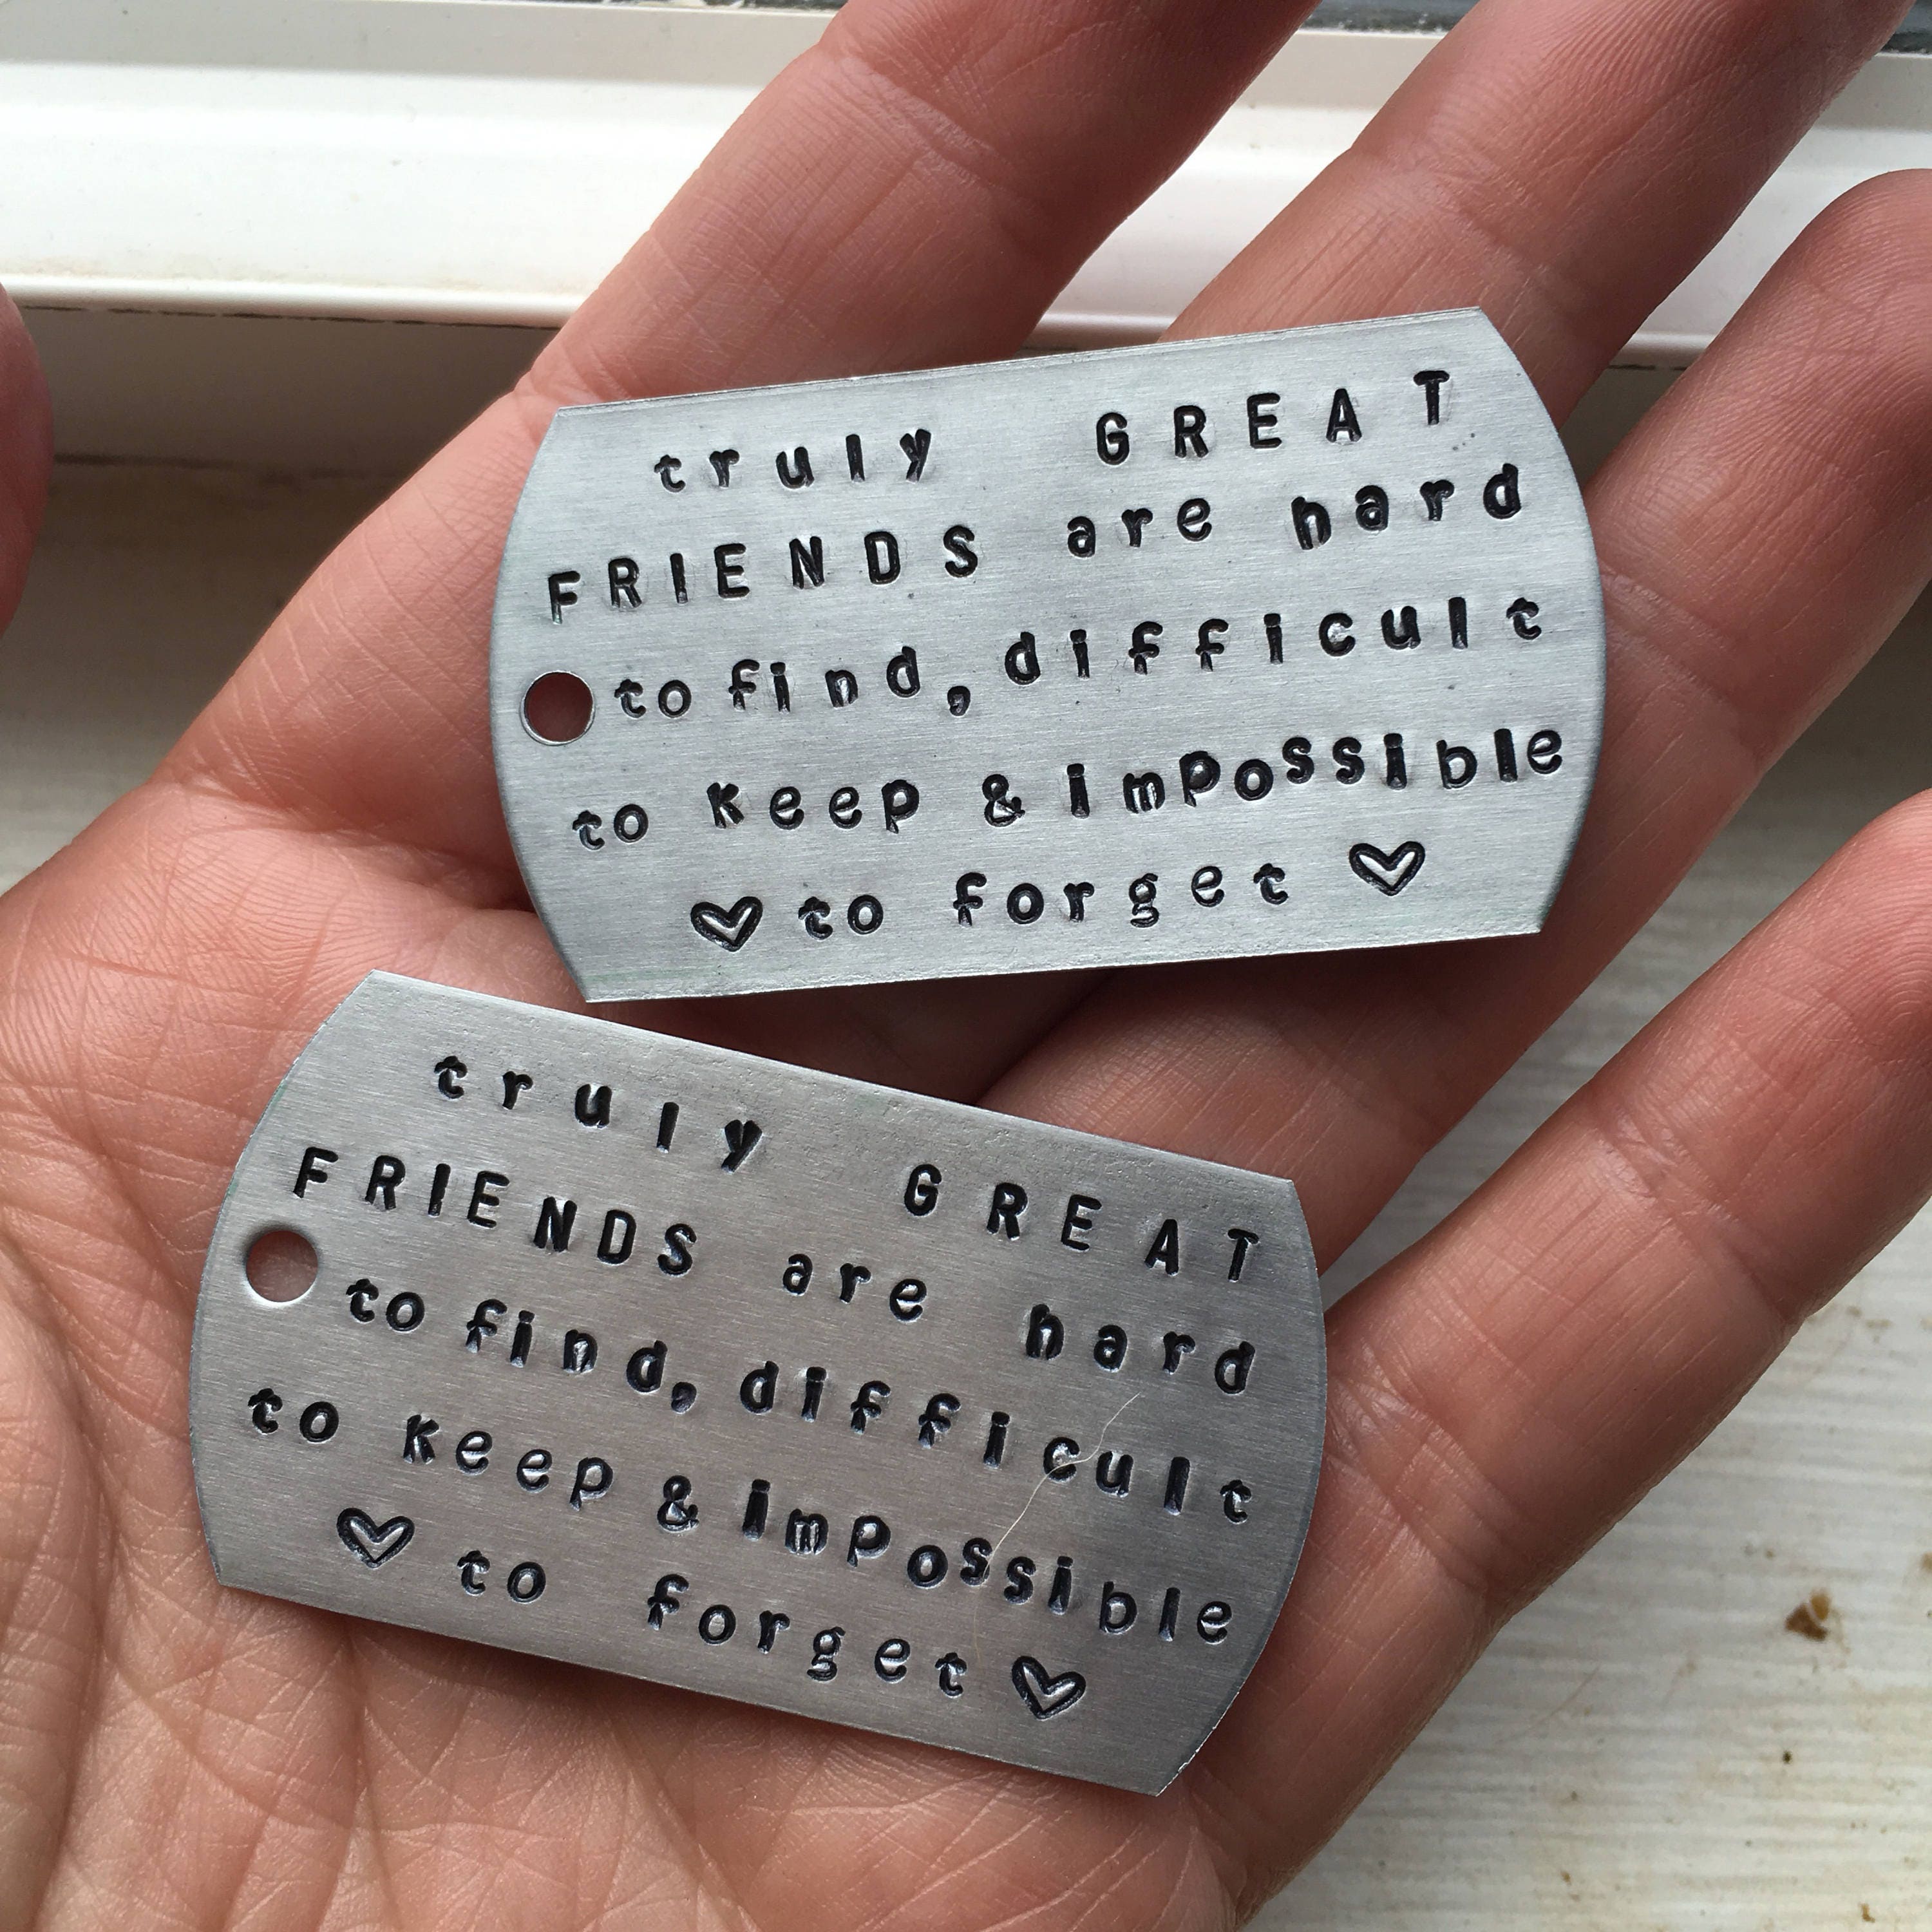 truly GREAT
FRIENDS are hard
to find, difficult
to keep & impossible
♡ to forget ♡
truly GREAT
FRIENDS are hard
to find, difficult
to keep & impossible
♡ to forget ♡